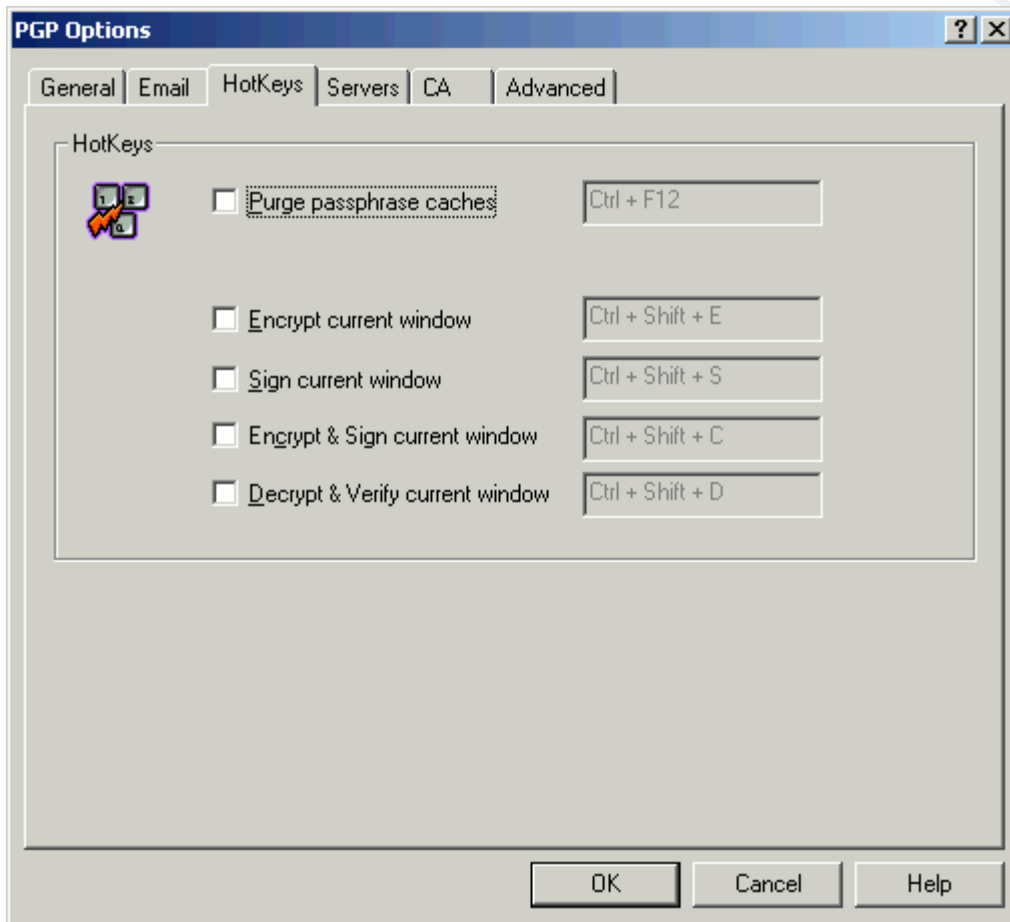 PGP Options
General Email HotKeys Servers CA Advanced
HotKeys
Purge passphrase caches Ctrl + F12
Encrypt current window Ctrl + Shift + E
Sign current window Ctrl + Shift + S
Encrypt & Sign current window Ctrl + Shift + C
Decrypt & Verify current window Ctrl + Shift + D
OK Cancel Help